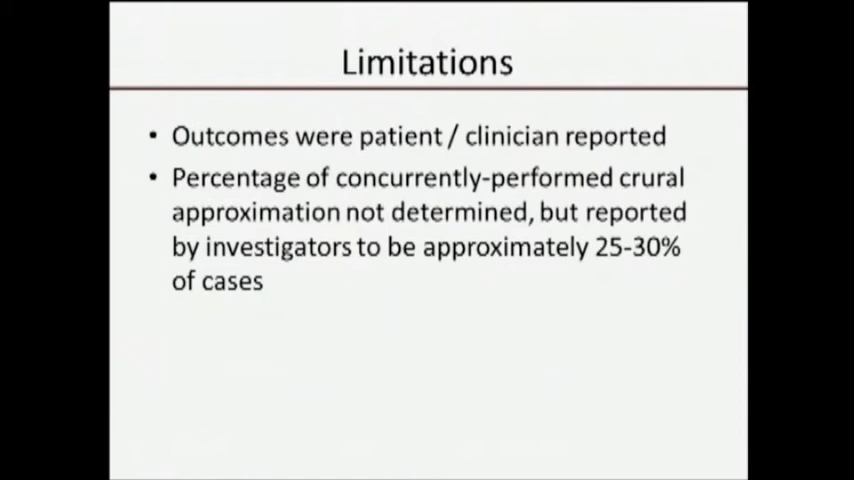 Limitations
• Outcomes were patient / clinician reported
• Percentage of concurrently-performed crural
approximation not determined, but reported
by investigators to be approximately 25-30%
of cases